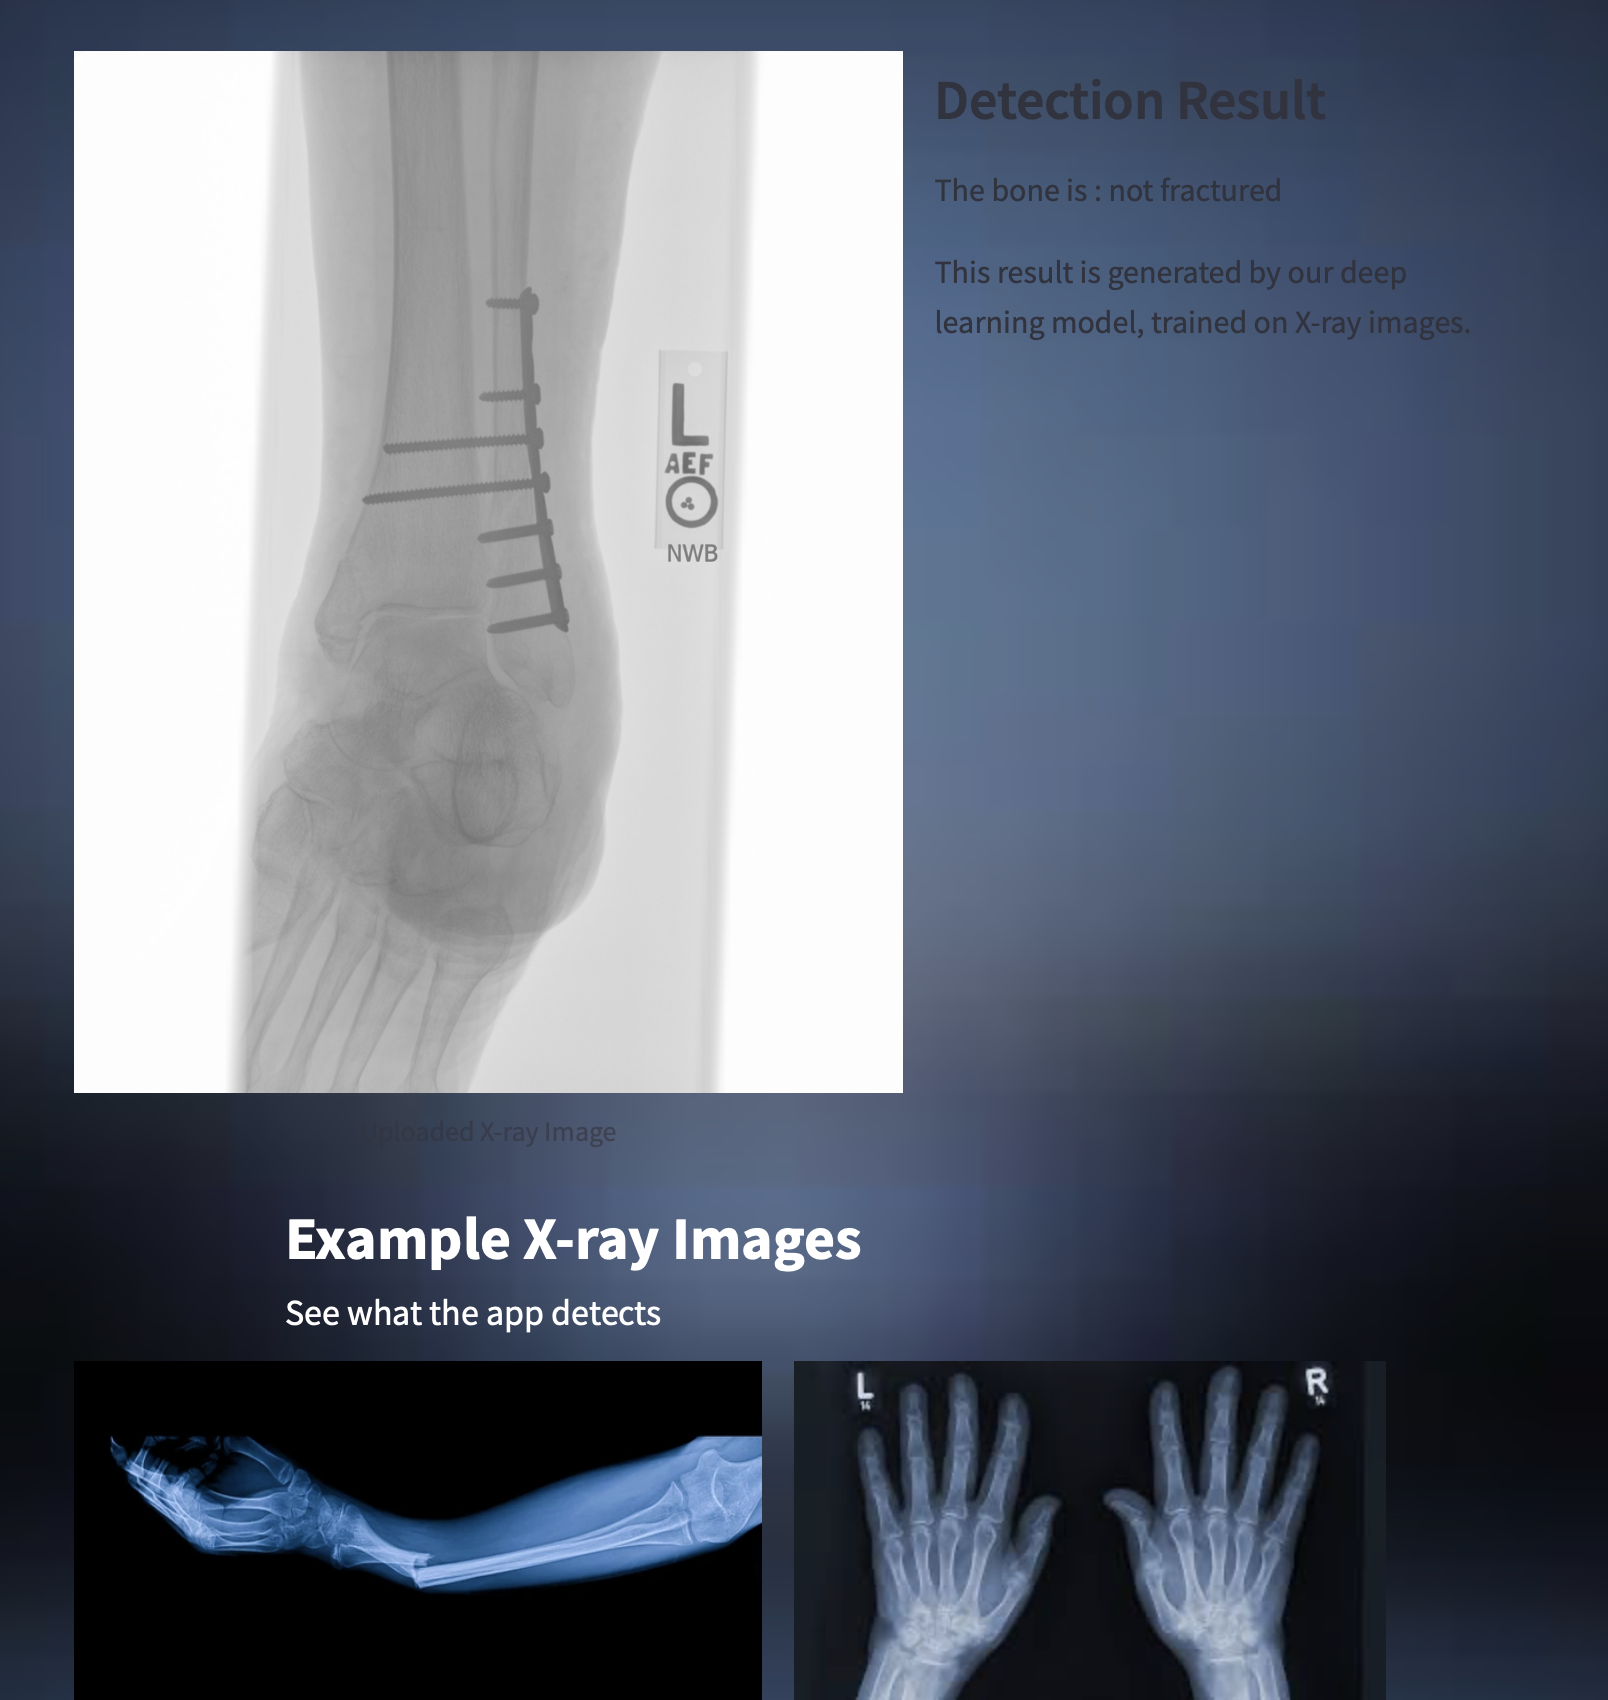 Detection Result
The bone is : not fractured
This result is generated by our deep
learning model, trained on X-ray images.
L
AEF
NWB
Uploaded X-ray Image
Example X-ray Images
See what the app detects
L
14
R
14